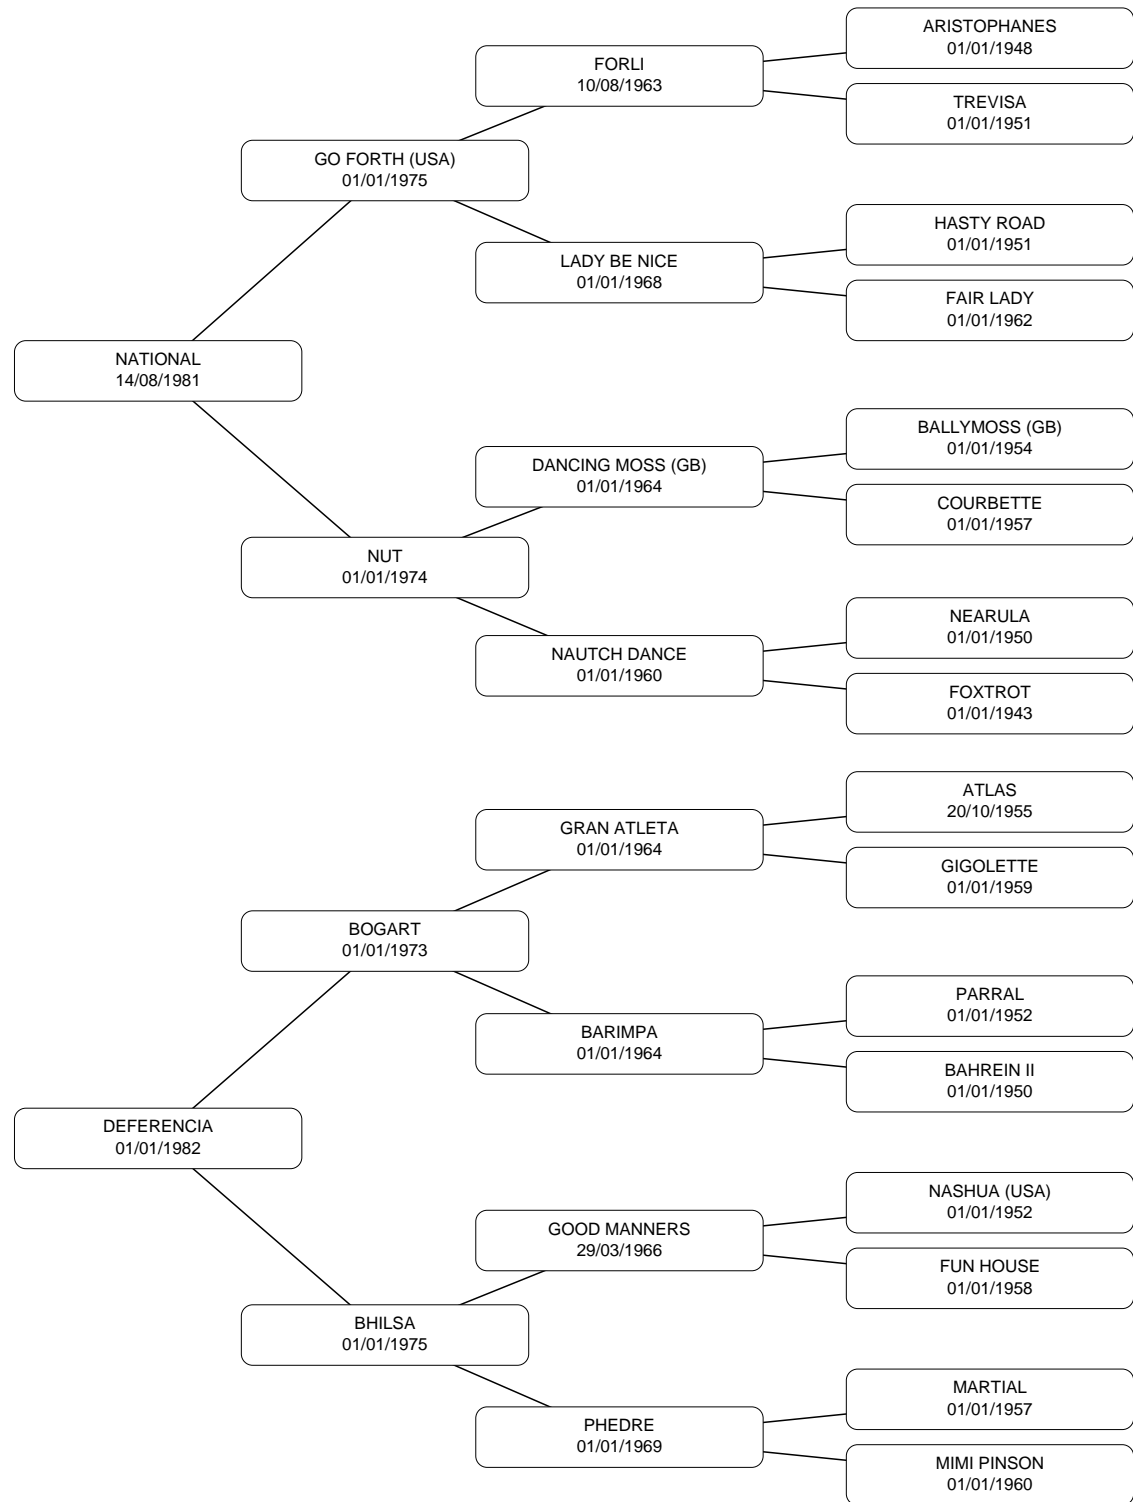 ARISTOPHANES
01/01/1948
FORLI
10/08/1963
TREVISA
01/01/1951
GO FORTH (USA)
01/01/1975
HASTY ROAD
01/01/1951
LADY BE NICE
01/01/1968
FAIR LADY
01/01/1962
NATIONAL
14/08/1981
BALLYMOSS (GB)
01/01/1954
DANCING MOSS (GB)
01/01/1964
COURBETTE
01/01/1957
NUT
01/01/1974
NEARULA
01/01/1950
NAUTCH DANCE
01/01/1960
FOXTROT
01/01/1943
ATLAS
20/10/1955
GRAN ATLETA
01/01/1964
GIGOLETTE
01/01/1959
BOGART
01/01/1973
PARRAL
01/01/1952
BARIMPA
01/01/1964
BAHREIN II
01/01/1950
DEFERENCIA
01/01/1982
NASHUA (USA)
01/01/1952
GOOD MANNERS
29/03/1966
FUN HOUSE
01/01/1958
BHILSA
01/01/1975
MARTIAL
01/01/1957
PHEDRE
01/01/1969
MIMI PINSON
01/01/1960